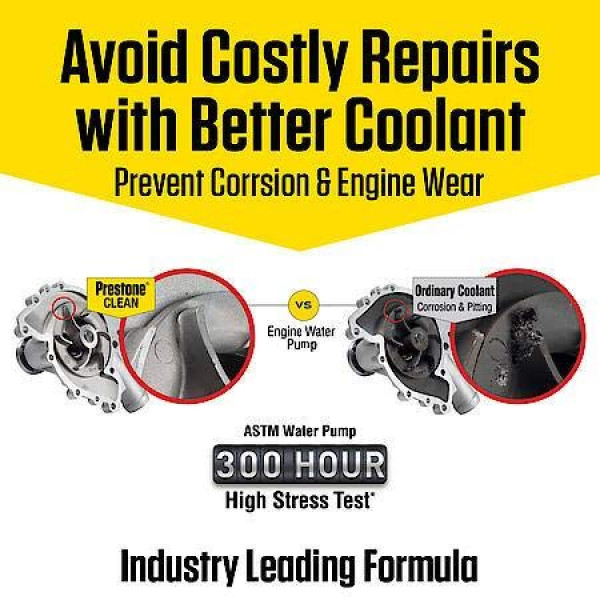 Avoid Costly Repairs
with Better Coolant
Prevent Corrsion & Engine Wear
Prestone®
CLEAN
vs
Engine Water
Pump
Ordinary Coolant
Corrosion & Pitting
ASTM Water Pump
300 HOUR
High Stress Test*
Industry Leading Formula